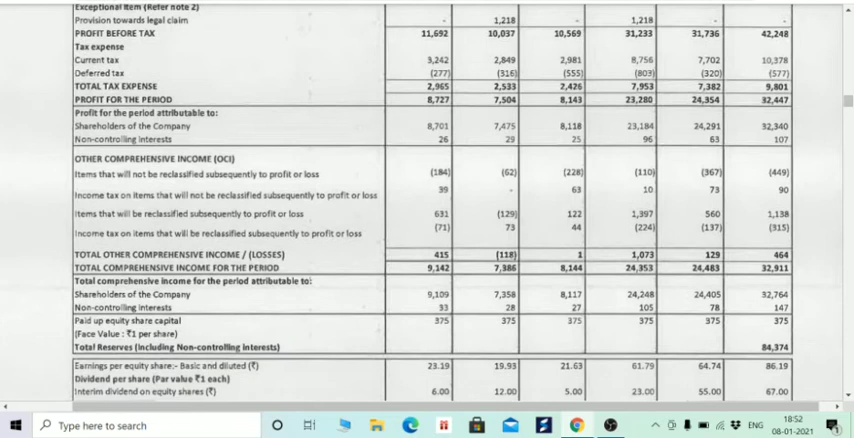 Exceptional Item (Refer note 2)
Provision towards legal claim - 1,218 - 1,218 - -
PROFIT BEFORE TAX 11,692 10,037 10,569 31,233 31,736 42,248
Tax expense
Current tax 3,242 2,849 2,981 8,756 7,702 10,378
Deferred tax (277) (316) (555) (803) (320) (577)
TOTAL TAX EXPENSE 2,965 2,533 2,426 7,953 7,382 9,801
PROFIT FOR THE PERIOD 8,727 7,504 8,143 23,280 24,354 32,447
Profit for the period attributable to:
Shareholders of the Company 8,701 7,475 8,118 23,184 24,291 32,340
Non-controlling interests 26 29 25 96 63 107
OTHER COMPREHENSIVE INCOME (OCI)
Items that will not be reclassified subsequently to profit or loss (184) (62) (228) (110) (367) (449)
Income tax on items that will not be reclassified subsequently to profit or loss 39 - 63 10 73 90
Items that will be reclassified subsequently to profit or loss 631 (129) 122 1,397 560 1,138
Income tax on items that will be reclassified subsequently to profit or loss (71) 73 44 (224) (137) (315)
TOTAL OTHER COMPREHENSIVE INCOME / (LOSSES) 415 (118) 1 1,073 129 464
TOTAL COMPREHENSIVE INCOME FOR THE PERIOD 9,142 7,386 8,144 24,353 24,483 32,911
Total comprehensive income for the period attributable to:
Shareholders of the Company 9,109 7,358 8,117 24,248 24,405 32,764
Non-controlling interests 33 28 27 105 78 147
Paid up equity share capital 375 375 375 375 375 375
(Face Value : ₹1 per share)
Total Reserves (Including Non-controlling interests) 84,374
Earnings per equity share:- Basic and diluted (₹) 23.19 19.93 21.63 61.79 64.74 86.19
Dividend per share (Par value ₹1 each)
Interim dividend on equity shares (₹) 6.00 12.00 5.00 23.00 55.00 67.00
Type here to search
ENG
18:52
08-01-2021